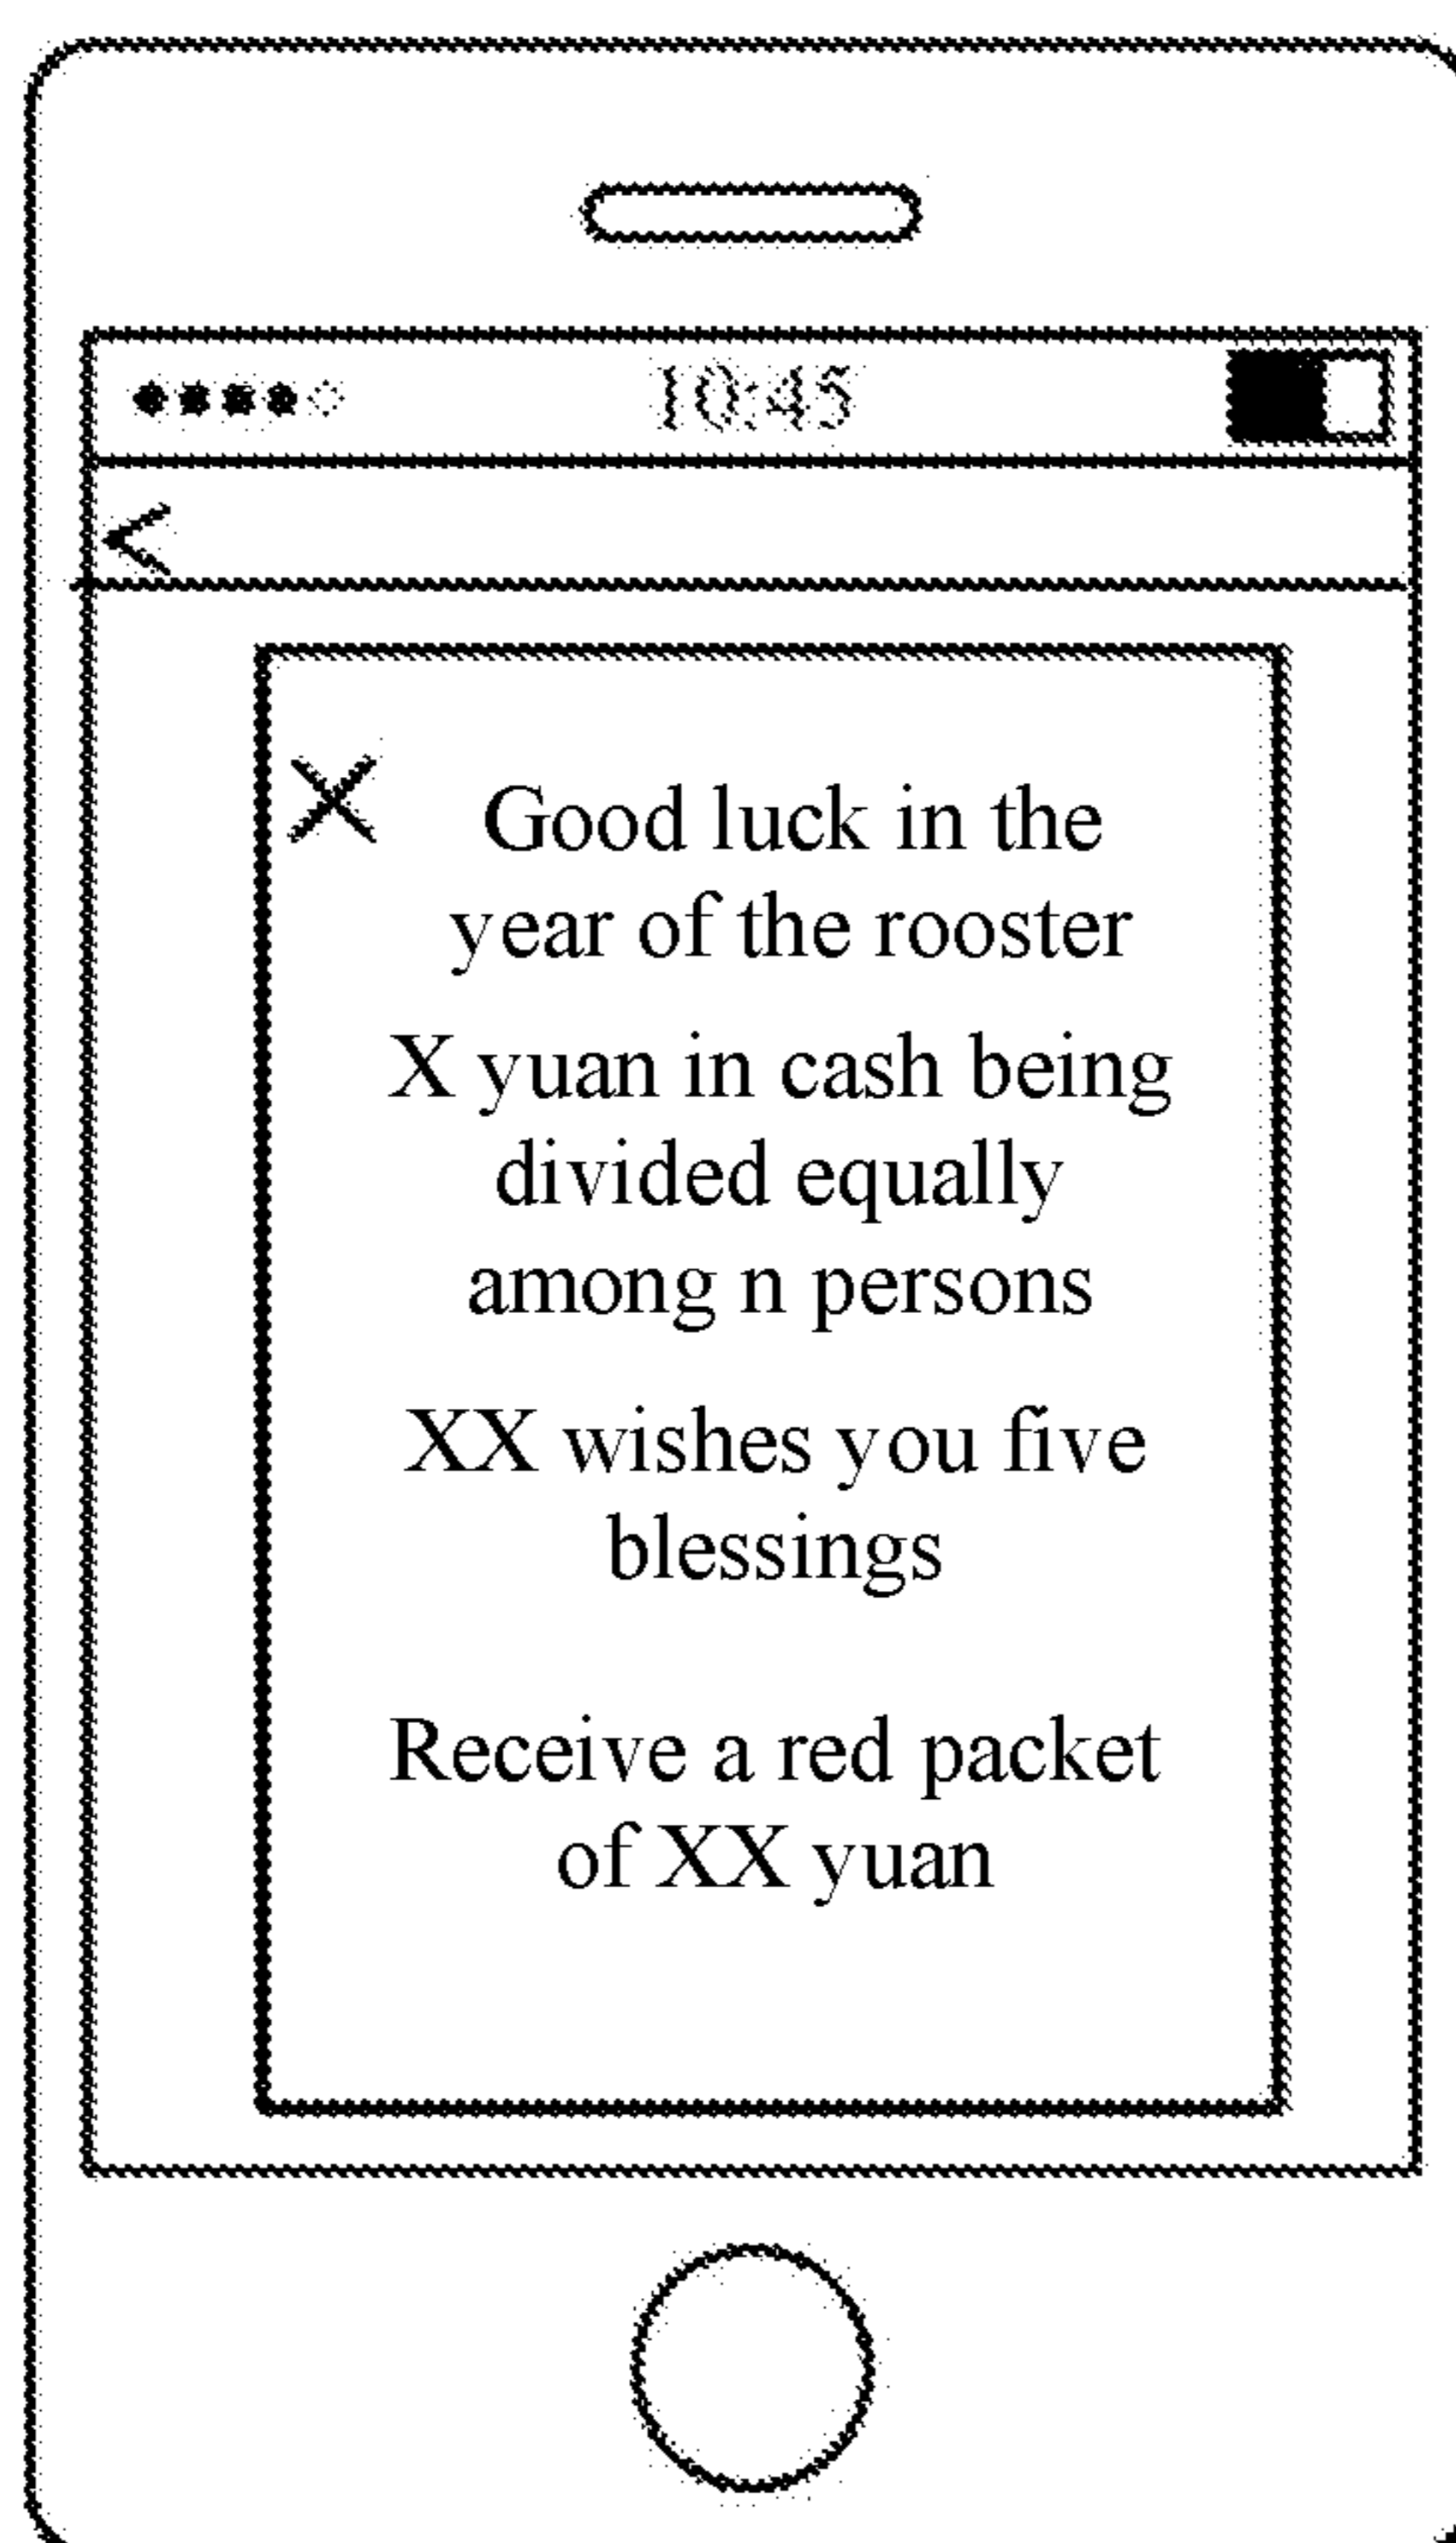 10:45
<
Good luck in the
year of the rooster
X yuan in cash being
divided equally
among n persons
XX wishes you five
blessings
Receive a red packet
of XX yuan